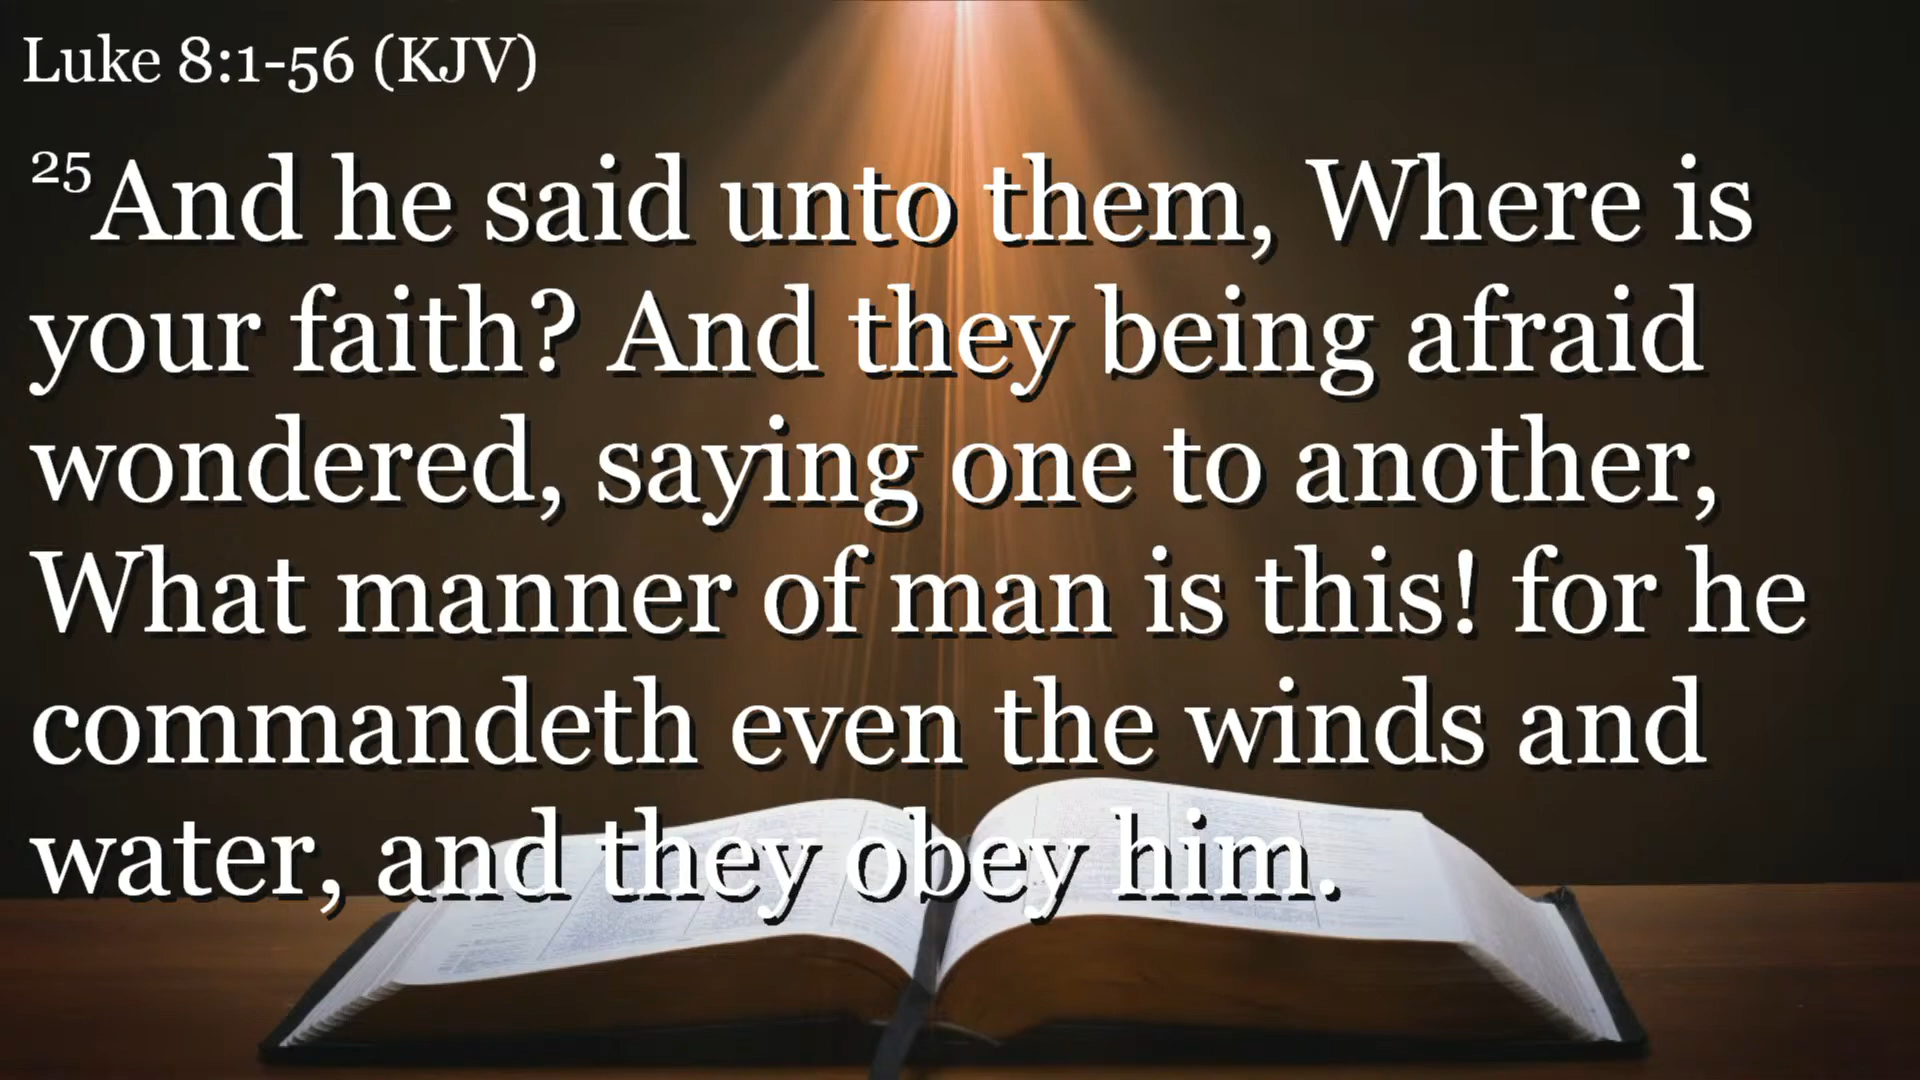 Luke 8:1-56 (KJV)
25And he said unto them, Where is
your faith? And they being afraid
wondered, saying one to another,
What manner of man is this! for he
commandeth even the winds and
water, and they obey him.